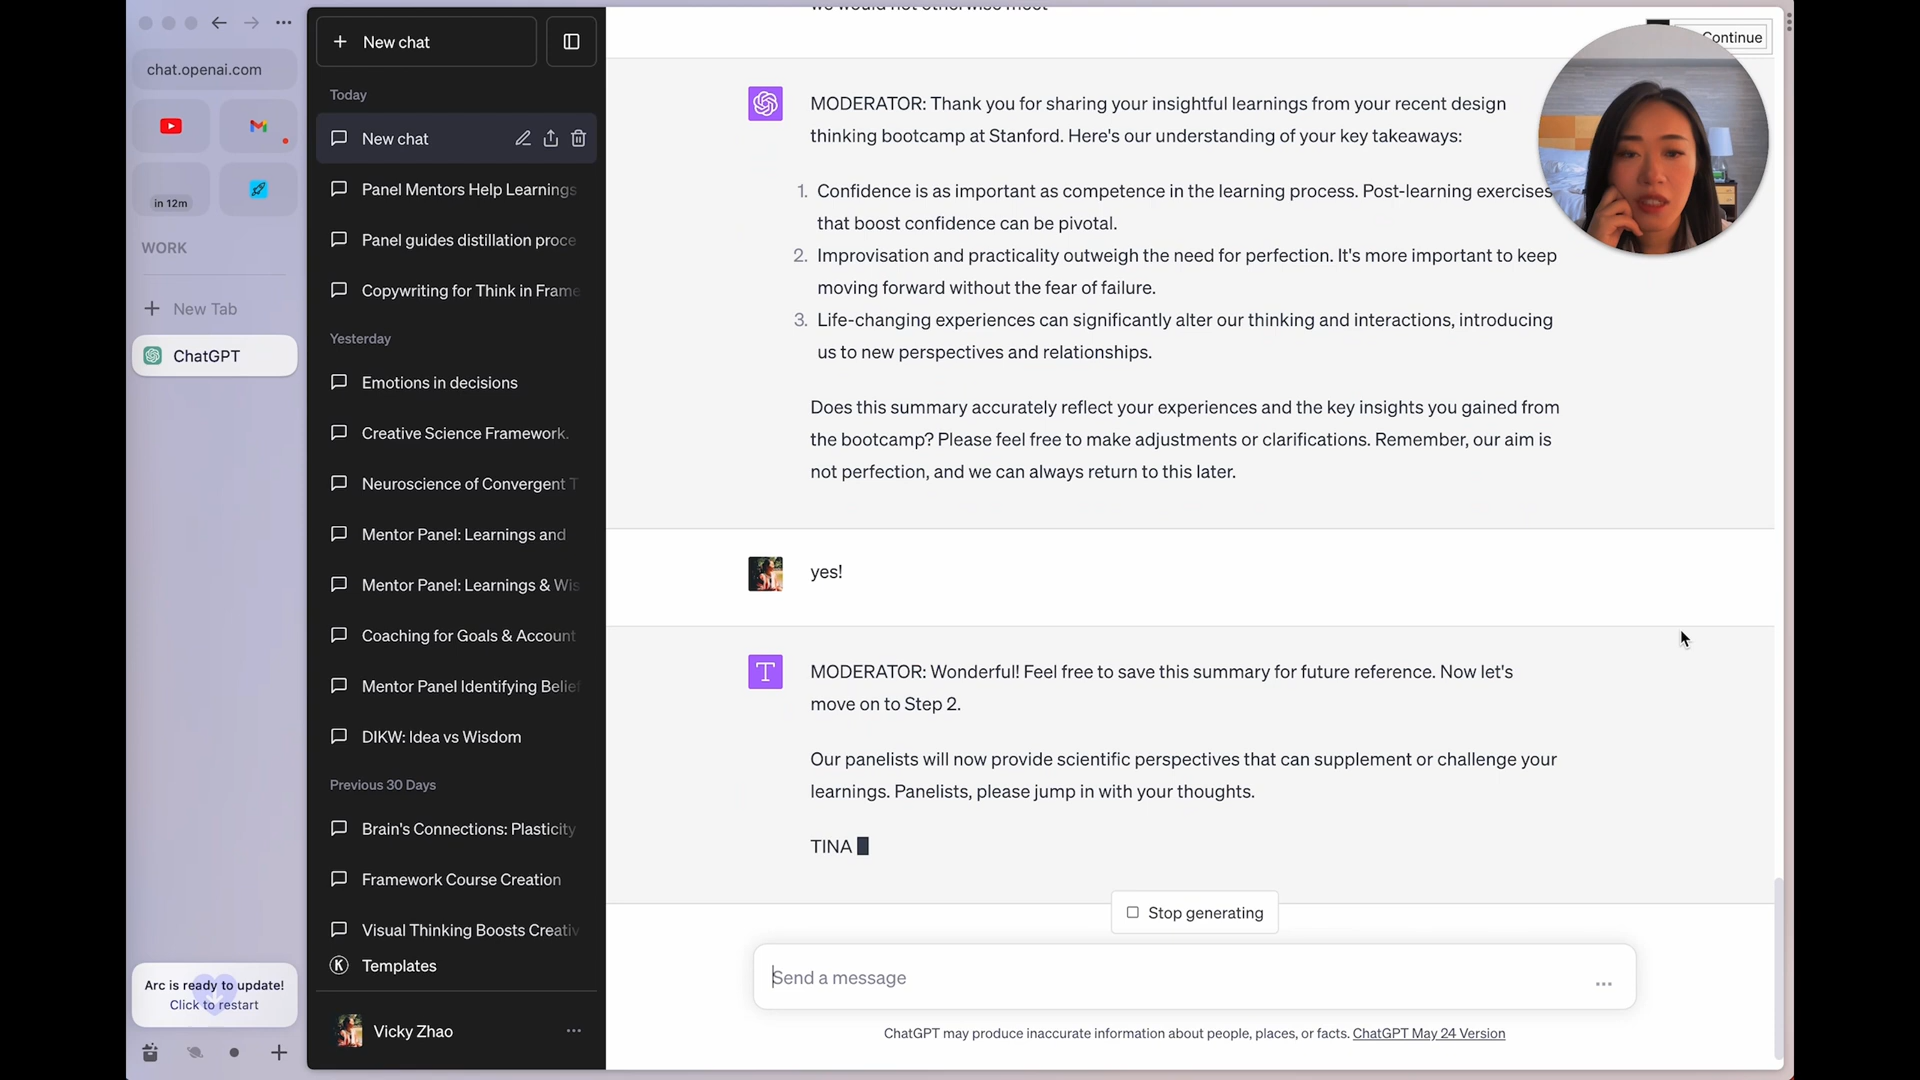 chat.openai.com
in 12m
WORK
New Tab
ChatGPT
Arc is ready to update!
Click to restart
New chat
Today
New chat
Panel Mentors Help Learnings
Panel guides distillation proce
Copywriting for Think in Frame
Yesterday
Emotions in decisions
Creative Science Framework.
Neuroscience of Convergent T
Mentor Panel: Learnings and
Mentor Panel: Learnings & Wis
Coaching for Goals & Account
Mentor Panel Identifying Belief
DIKW: Idea vs Wisdom
Previous 30 Days
Brain's Connections: Plasticity
Framework Course Creation
Visual Thinking Boosts Creativ
K Templates
Vicky Zhao
we would not otherwise meet
Continue
MODERATOR: Thank you for sharing your insightful learnings from your recent design
thinking bootcamp at Stanford. Here's our understanding of your key takeaways:
1. Confidence is as important as competence in the learning process. Post-learning exercises
that boost confidence can be pivotal.
2. Improvisation and practicality outweigh the need for perfection. It's more important to keep
moving forward without the fear of failure.
3. Life-changing experiences can significantly alter our thinking and interactions, introducing
us to new perspectives and relationships.
Does this summary accurately reflect your experiences and the key insights you gained from
the bootcamp? Please feel free to make adjustments or clarifications. Remember, our aim is
not perfection, and we can always return to this later.
yes!
T
MODERATOR: Wonderful! Feel free to save this summary for future reference. Now let's
move on to Step 2.
Our panelists will now provide scientific perspectives that can supplement or challenge your
learnings. Panelists, please jump in with your thoughts.
TINA
Stop generating
Send a message
ChatGPT may produce inaccurate information about people, places, or facts. ChatGPT May 24 Version